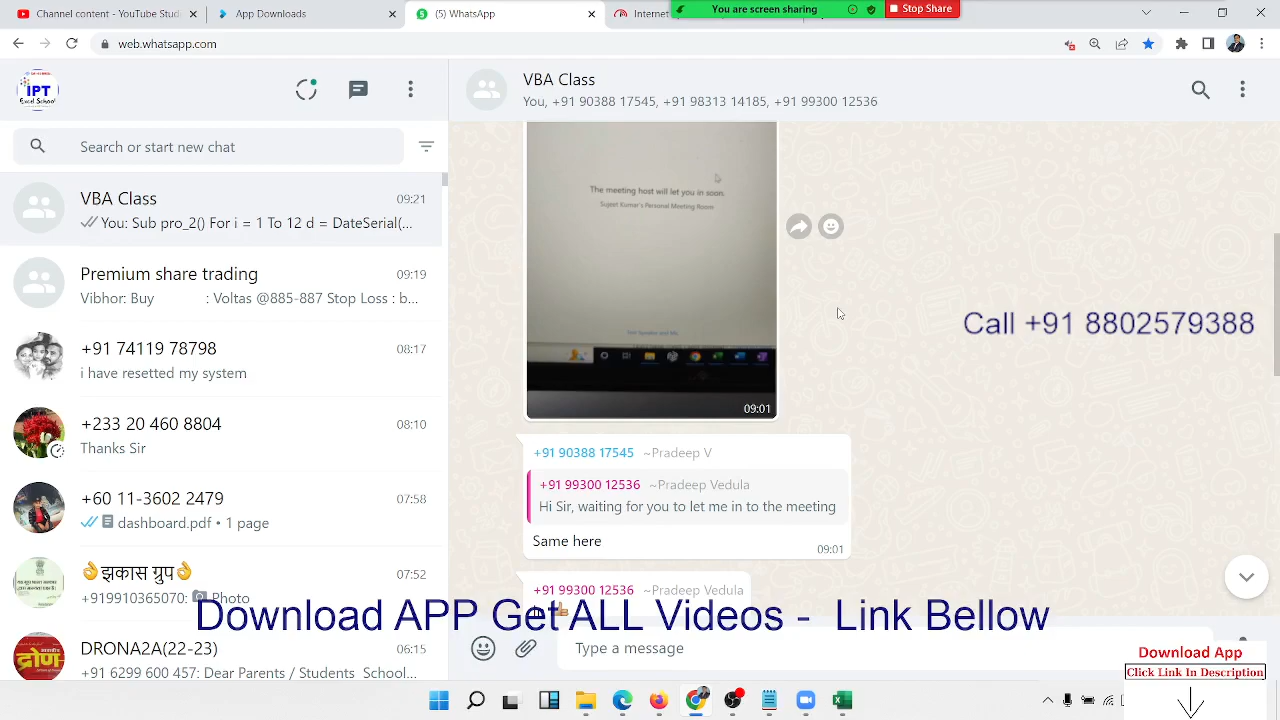 Channel content - YouTube
Downloads
(5) WhatsApp
Internet
You are screen sharing
Stop Share
web.whatsapp.com
IPT
Excel School
VBA Class
You, +91 90388 17545, +91 98313 14185, +91 99300 12536
Search or start new chat
VBA Class
09:21
You: Sub pro_2() For i = 1 To 12 d = DateSerial(...
Premium share trading
09:19
Vibhor: Buy : Voltas @885-887 Stop Loss : b...
+91 74119 78798
08:17
i have resetted my system
+233 20 460 8804
08:10
Thanks Sir
+60 11-3602 2479
07:58
dashboard.pdf • 1 page
👌झकास ग्रुप👌
07:52
+919910365070: Photo
DRONA2A(22-23)
06:15
+91 6299 600 457: Dear Parents / Students School...
The meeting host will let you in soon.
Sujeet Kumar's Personal Meeting Room
09:01
Call +91 8802579388
+91 90388 17545 ~Pradeep V
+91 99300 12536 ~Pradeep Vedula
Hi Sir, waiting for you to let me in to the meeting
Same here
09:01
+91 99300 12536 ~Pradeep Vedula
Download APP Get ALL Videos - Link Bellow
Type a message
Download App
Click Link In Description